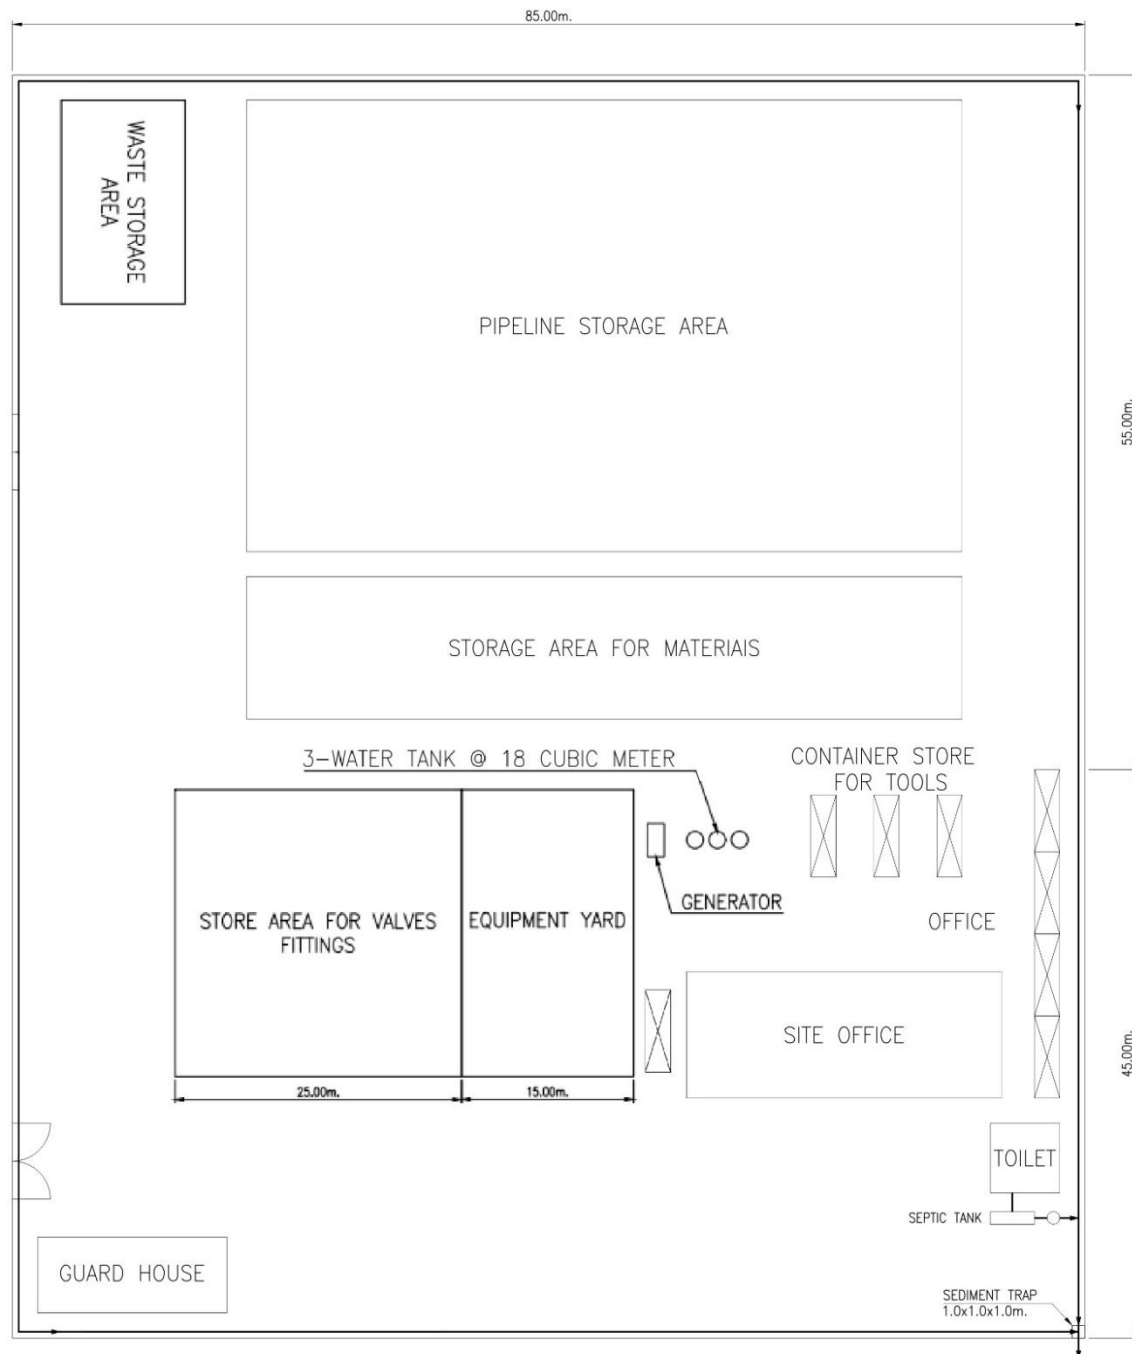 85.00m.
WASTE STORAGE
AREA
PIPELINE STORAGE AREA
55.00m.
STORAGE AREA FOR MATERIAIS
3-WATER TANK @ 18 CUBIC METER
CONTAINER STORE
FOR TOOLS
GENERATOR
STORE AREA FOR VALVES
FITTINGS
EQUIPMENT YARD
OFFICE
SITE OFFICE
45.00m.
25.00m.
15.00m.
TOILET
SEPTIC TANK
GUARD HOUSE
SEDIMENT TRAP
1.0x1.0x1.0m.